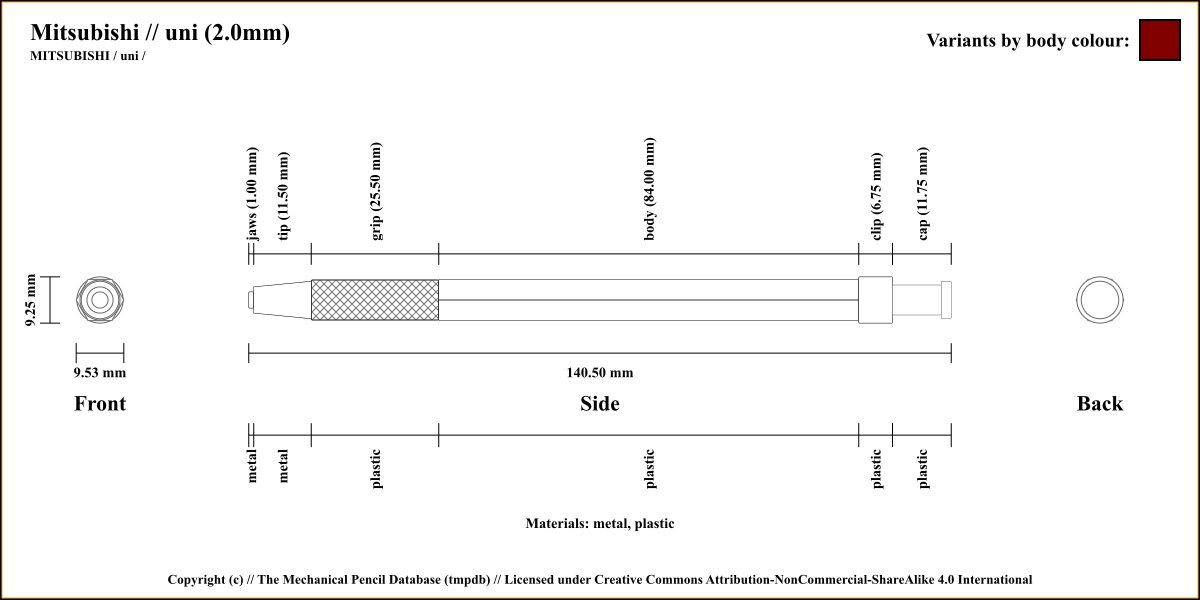 Mitsubishi // uni (2.0mm)
MITSUBISHI / uni /
Variants by body colour:
jaws (1.00 mm)
tip (11.50 mm)
grip (25.50 mm)
body (84.00 mm)
clip (6.75 mm)
cap (11.75 mm)
9.25 mm
9.53 mm
140.50 mm
Front
Side
Back
metal
metal
plastic
plastic
plastic
plastic
Materials: metal, plastic
Copyright (c) // The Mechanical Pencil Database (tmpdb) // Licensed under Creative Commons Attribution-NonCommercial-ShareAlike 4.0 International